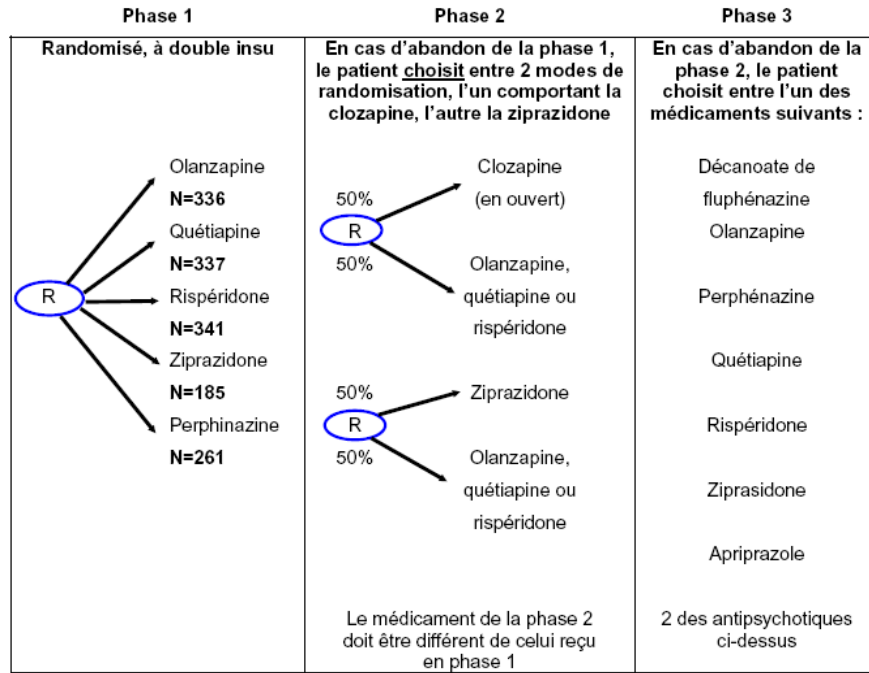 Phase 1
Phase 2
Phase 3
Randomisé, à double insu
En cas d'abandon de la phase 1,
le patient choisit entre 2 modes de
randomisation, l'un comportant la
clozapine, l'autre la ziprazidone
En cas d'abandon de la
phase 2, le patient
choisit entre l'un des
médicaments suivants :
R
Olanzapine
N=336
Quétiapine
N=337
Rispéridone
N=341
Ziprazidone
N=185
Perphinazine
N=261
50%
R
50%
Clozapine
(en ouvert)
Olanzapine,
quétiapine ou
rispéridone
50%
R
50%
Ziprazidone
Olanzapine,
quétiapine ou
rispéridone
Le médicament de la phase 2
doit être différent de celui reçu
en phase 1
Décanoate de
fluphénazine
Olanzapine
Perphénazine
Quétiapine
Rispéridone
Ziprasidone
Apriprazole
2 des antipsychotiques
ci-dessus